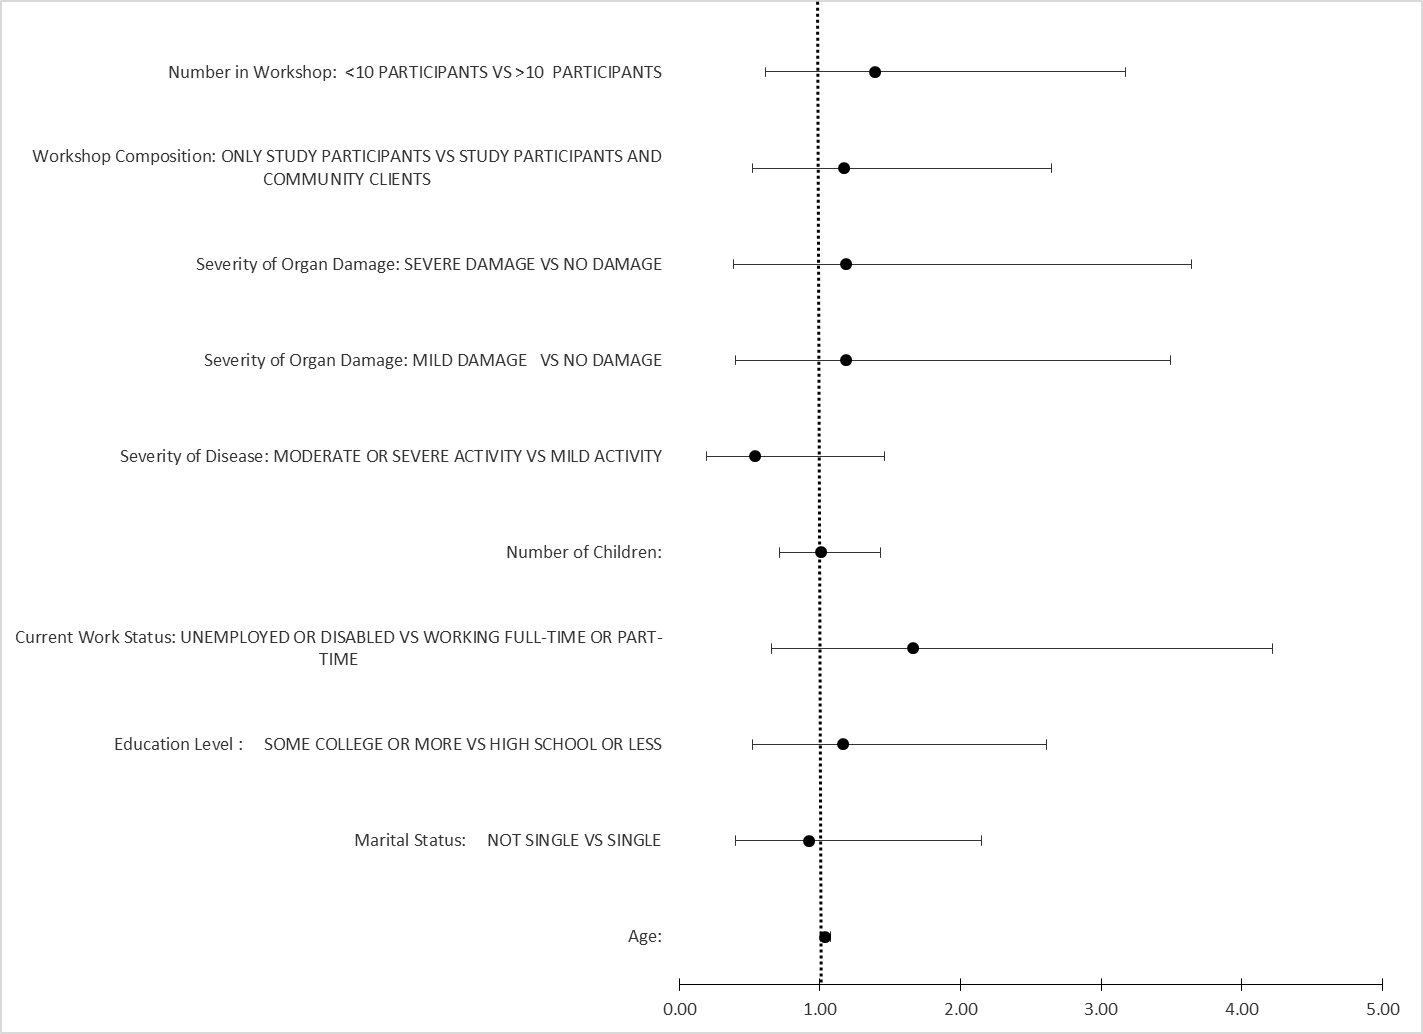 Number in Workshop:  <10 PARTICIPANTS VS >10  PARTICIPANTS
Workshop Composition: ONLY STUDY PARTICIPANTS VS STUDY PARTICIPANTS AND
COMMUNITY CLIENTS
Severity of Organ Damage: SEVERE DAMAGE VS NO DAMAGE
Severity of Organ Damage: MILD DAMAGE   VS NO DAMAGE
Severity of Disease: MODERATE OR SEVERE ACTIVITY VS MILD ACTIVITY
Number of Children:
Current Work Status: UNEMPLOYED OR DISABLED VS WORKING FULL-TIME OR PART-
TIME
Education Level :    SOME COLLEGE OR MORE VS HIGH SCHOOL OR LESS
Marital Status:    NOT SINGLE VS SINGLE
Age:
0.00 1.00 2.00 3.00 4.00 5.00